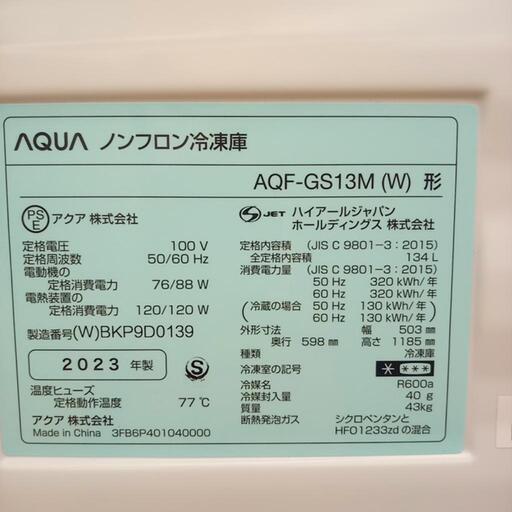 AQUA ノンフロン冷凍庫
AQF-GS13M (W) 形
PS E アクア 株式会社
定格電圧 100 V
定格周波数 50/60 Hz
電動機の
定格消費電力 76/88 W
電熱装置の
定格消費電力 120/120 W
製造番号(W)BKP9D0139
2023 年製 S
温度ヒューズ
定格動作温度 77℃
アクア 株式会社
Made in China 3FB6P401040000
S JET ハイアールジャパン
ホールディングス 株式会社
定格内容積 (JIS C 9801-3：2015)
全定格内容積 134 L
消費電力量 (JIS C 9801-3：2015)
50 Hz 320 kWh/年
60 Hz 320 kWh/年
(冷蔵の場合 50 Hz 130 kWh/年
60 Hz 130 kWh/年)
外形寸法 幅 503 ㎜
奥行 598 ㎜ 高さ 1185 ㎜
種類 冷凍庫
冷凍室の記号 ****
冷媒名 R600a
冷媒封入量 40 g
質量 43kg
断熱発泡ガス シクロペンタンと
HFO1233zd の混合